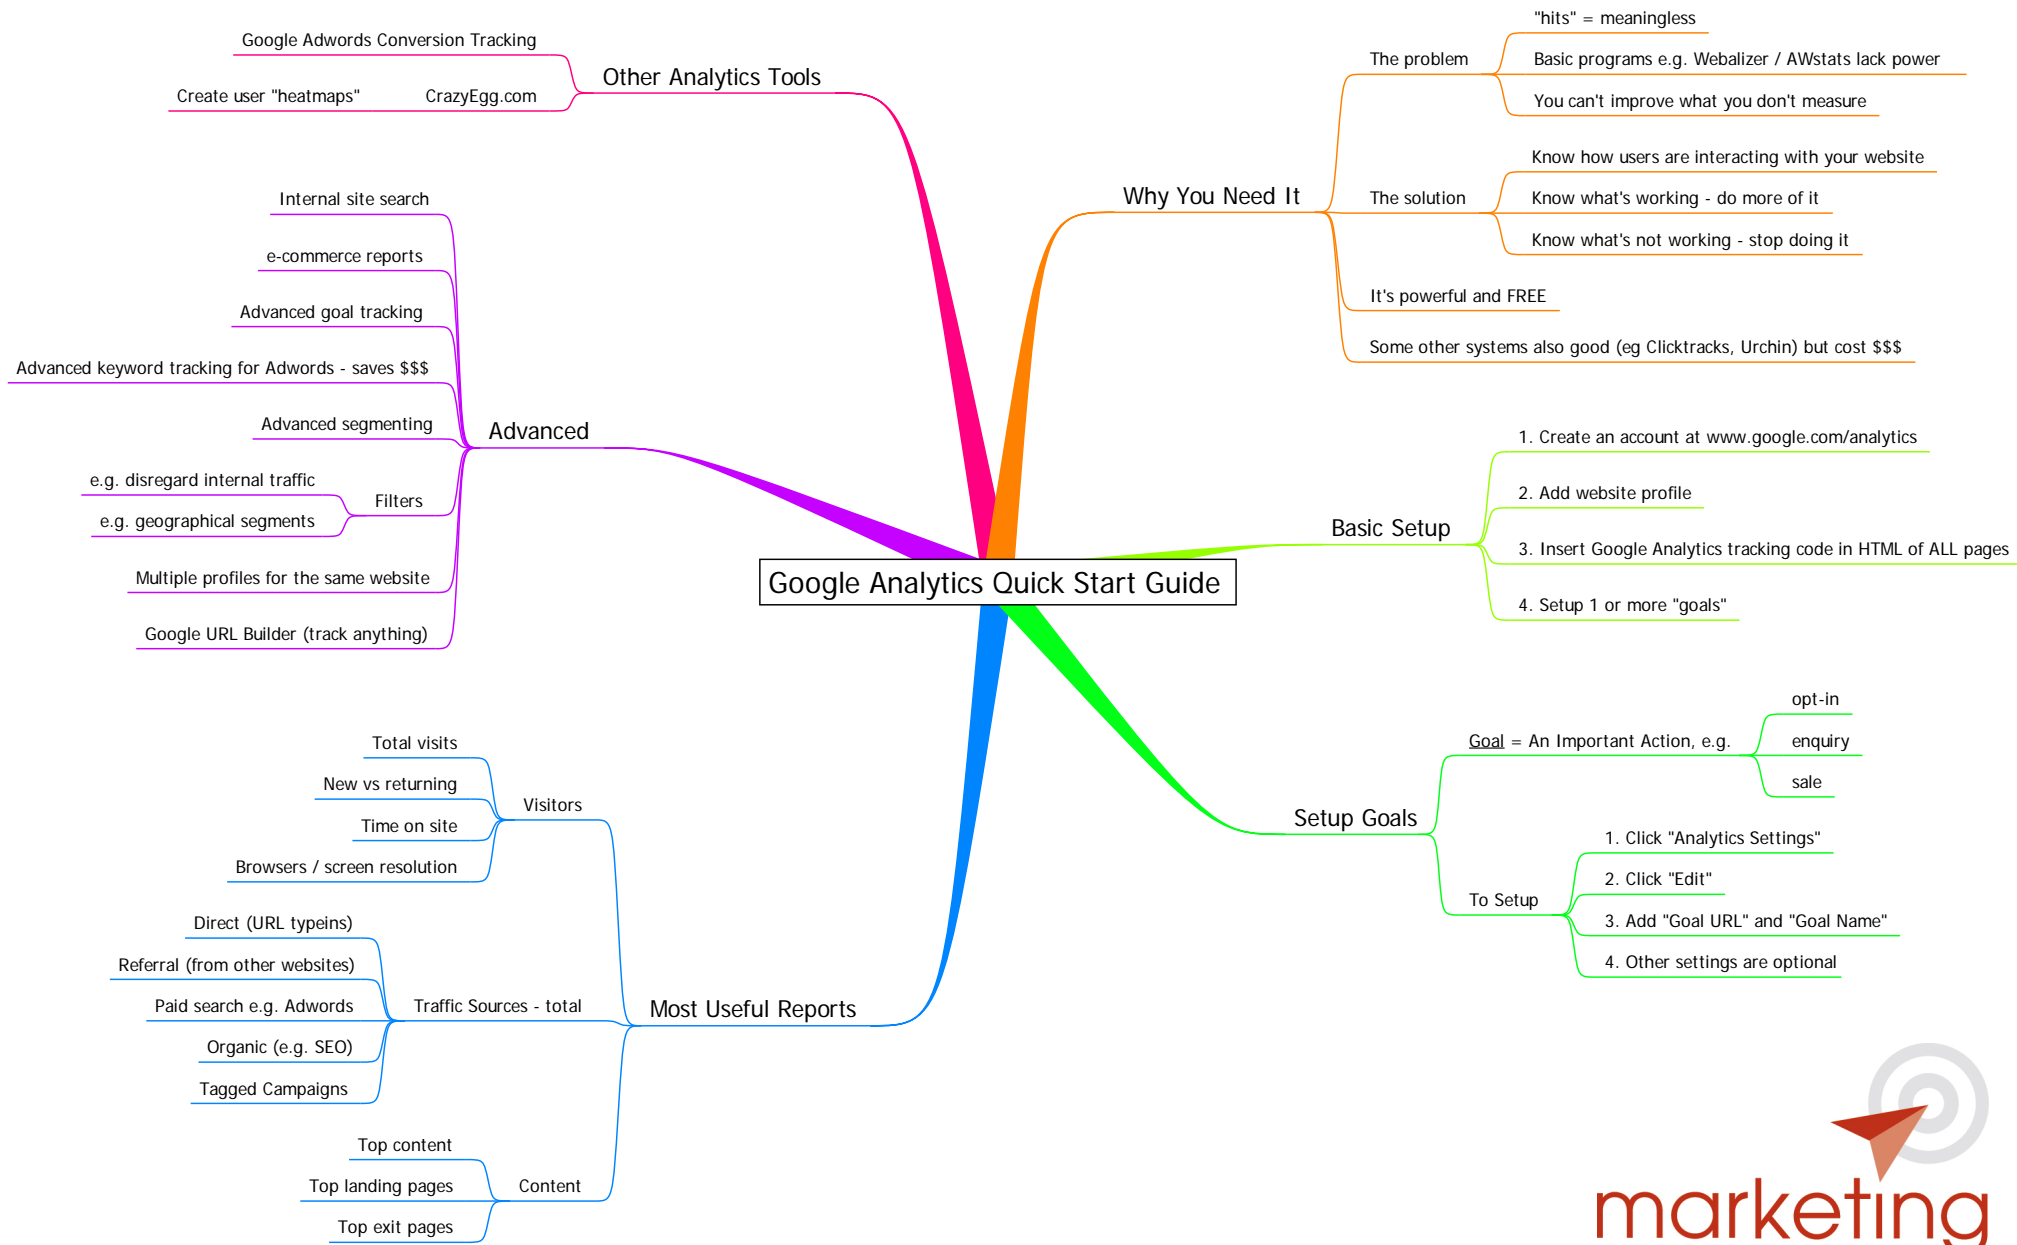 Google Analytics Quick Start Guide
Why You Need It
The problem
"hits" = meaningless
Basic programs e.g. Webalizer / AWstats lack power
You can't improve what you don't measure
The solution
Know how users are interacting with your website
Know what's working - do more of it
Know what's not working - stop doing it
It's powerful and FREE
Some other systems also good (eg Clicktracks, Urchin) but cost $$$
Basic Setup
1. Create an account at www.google.com/analytics
2. Add website profile
3. Insert Google Analytics tracking code in HTML of ALL pages
4. Setup 1 or more "goals"
Setup Goals
Goal = An Important Action, e.g.
opt-in
enquiry
sale
To Setup
1. Click "Analytics Settings"
2. Click "Edit"
3. Add "Goal URL" and "Goal Name"
4. Other settings are optional
Most Useful Reports
Visitors
Total visits
New vs returning
Time on site
Browsers / screen resolution
Traffic Sources - total
Direct (URL typeins)
Referral (from other websites)
Paid search e.g. Adwords
Organic (e.g. SEO)
Tagged Campaigns
Content
Top content
Top landing pages
Top exit pages
Advanced
Internal site search
e-commerce reports
Advanced goal tracking
Advanced keyword tracking for Adwords - saves $$$
Advanced segmenting
Filters
e.g. disregard internal traffic
e.g. geographical segments
Multiple profiles for the same website
Google URL Builder (track anything)
Other Analytics Tools
Google Adwords Conversion Tracking
CrazyEgg.com
Create user "heatmaps"
marketing